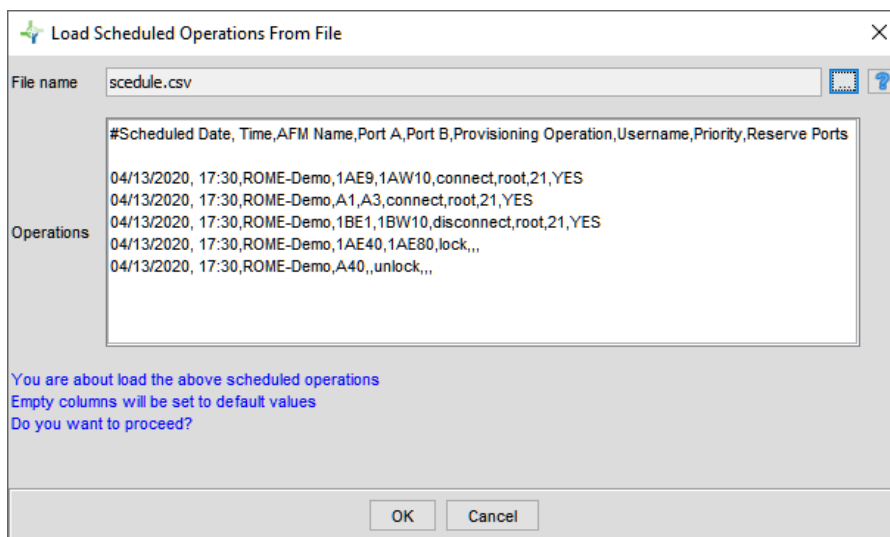 Load Scheduled Operations From File
File name
scedule.csv
...
?
Operations
#Scheduled Date, Time,AFM Name,Port A,Port B,Provisioning Operation,Username,Priority,Reserve Ports
04/13/2020, 17:30,ROME-Demo,1AE9,1AW10,connect,root,21,YES
04/13/2020, 17:30,ROME-Demo,A1,A3,connect,root,21,YES
04/13/2020, 17:30,ROME-Demo,1BE1,1BW10,disconnect,root,21,YES
04/13/2020, 17:30,ROME-Demo,1AE40,1AE80,lock,,,
04/13/2020, 17:30,ROME-Demo,A40,,unlock,,,
You are about load the above scheduled operations
Empty columns will be set to default values
Do you want to proceed?
OK
Cancel